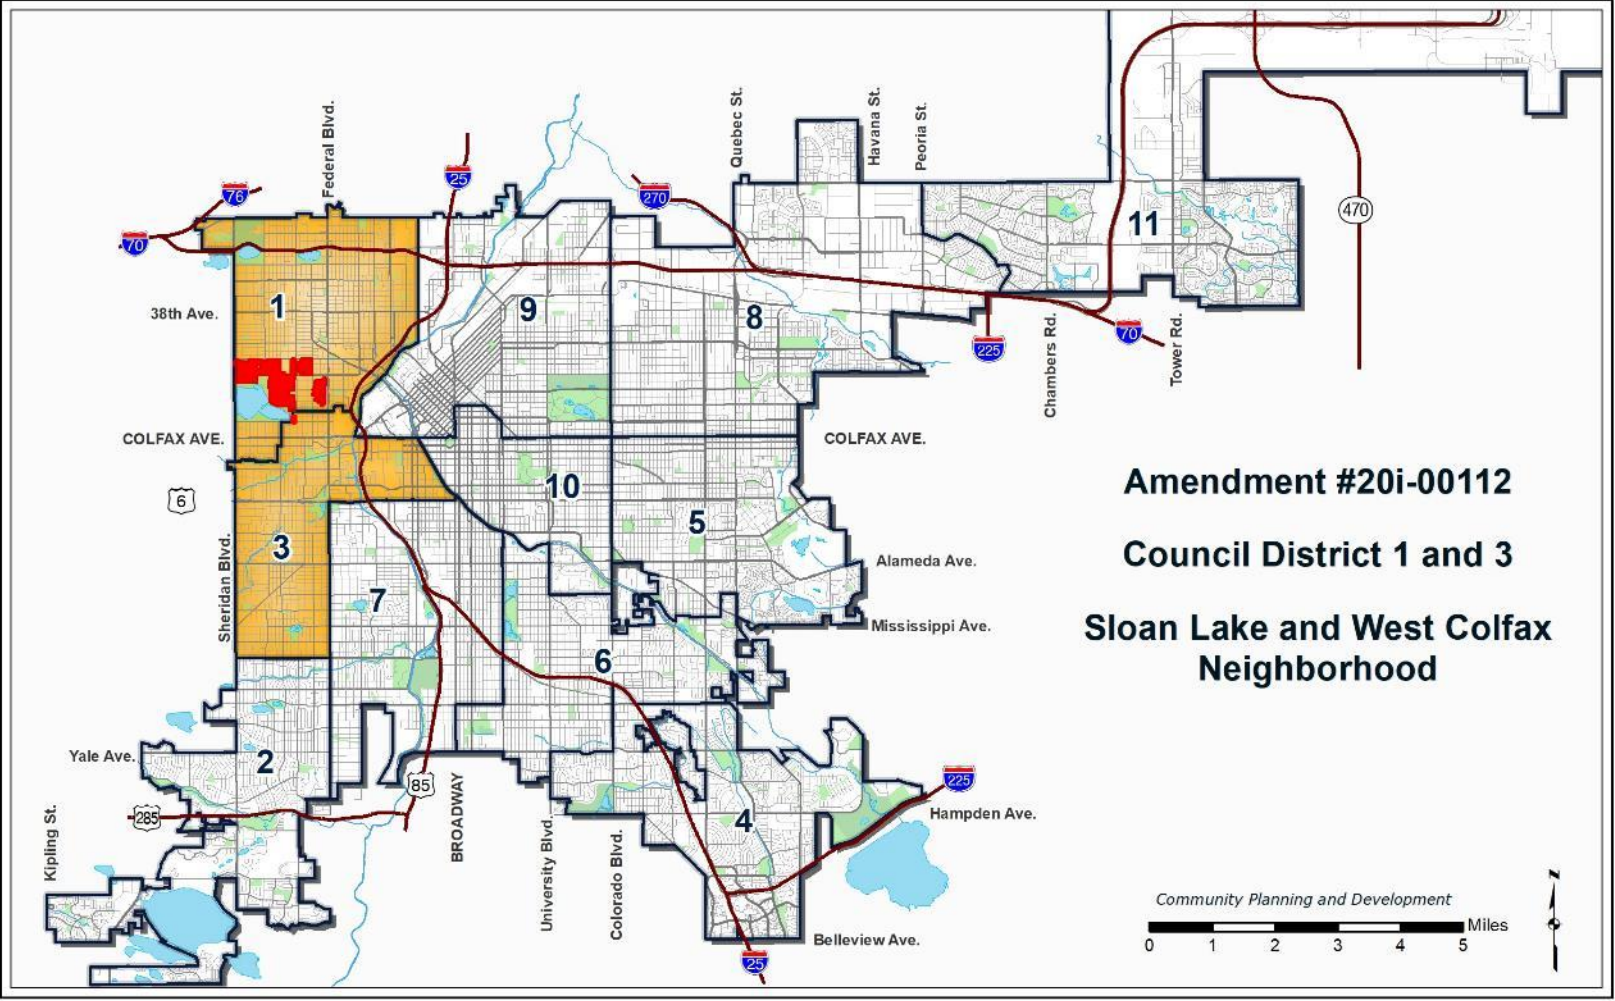 Federal Blvd.
Quebec St.
Havana St.
Peoria St.
76
25
270
70
11
470
1
9
8
38th Ave.
225
70
Chambers Rd.
Tower Rd.
COLFAX AVE.
COLFAX AVE.
6
10
5
3
7
Sheridan Blvd.
Alameda Ave.
Mississippi Ave.
6
Amendment #20i-00112
Council District 1 and 3
Sloan Lake and West Colfax
Neighborhood
Yale Ave.
2
85
285
BROADWAY
225
4
Hampden Ave.
Kipling St.
University Blvd.
Colorado Blvd.
Belleview Ave.
25
Community Planning and Development
Miles
0 1 2 3 4 5
N